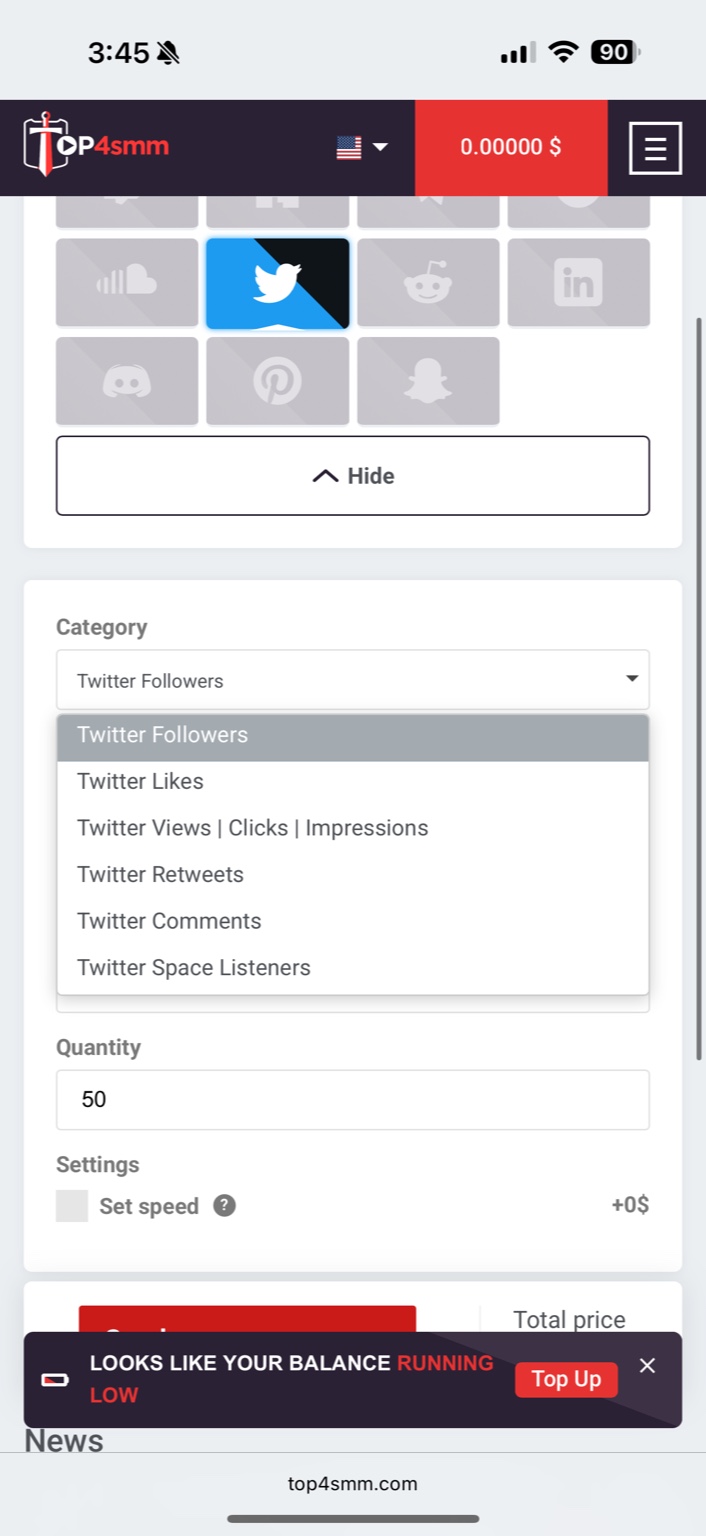 3:45
90
TOP4smm
0.00000 $
in
Hide
Category
Twitter Followers
Twitter Followers
Twitter Likes
Twitter Views | Clicks | Impressions
Twitter Retweets
Twitter Comments
Twitter Space Listeners
Quantity
50
Settings
Set speed ?
+0$
Total price
LOOKS LIKE YOUR BALANCE RUNNING
LOW
Top Up
News
top4smm.com